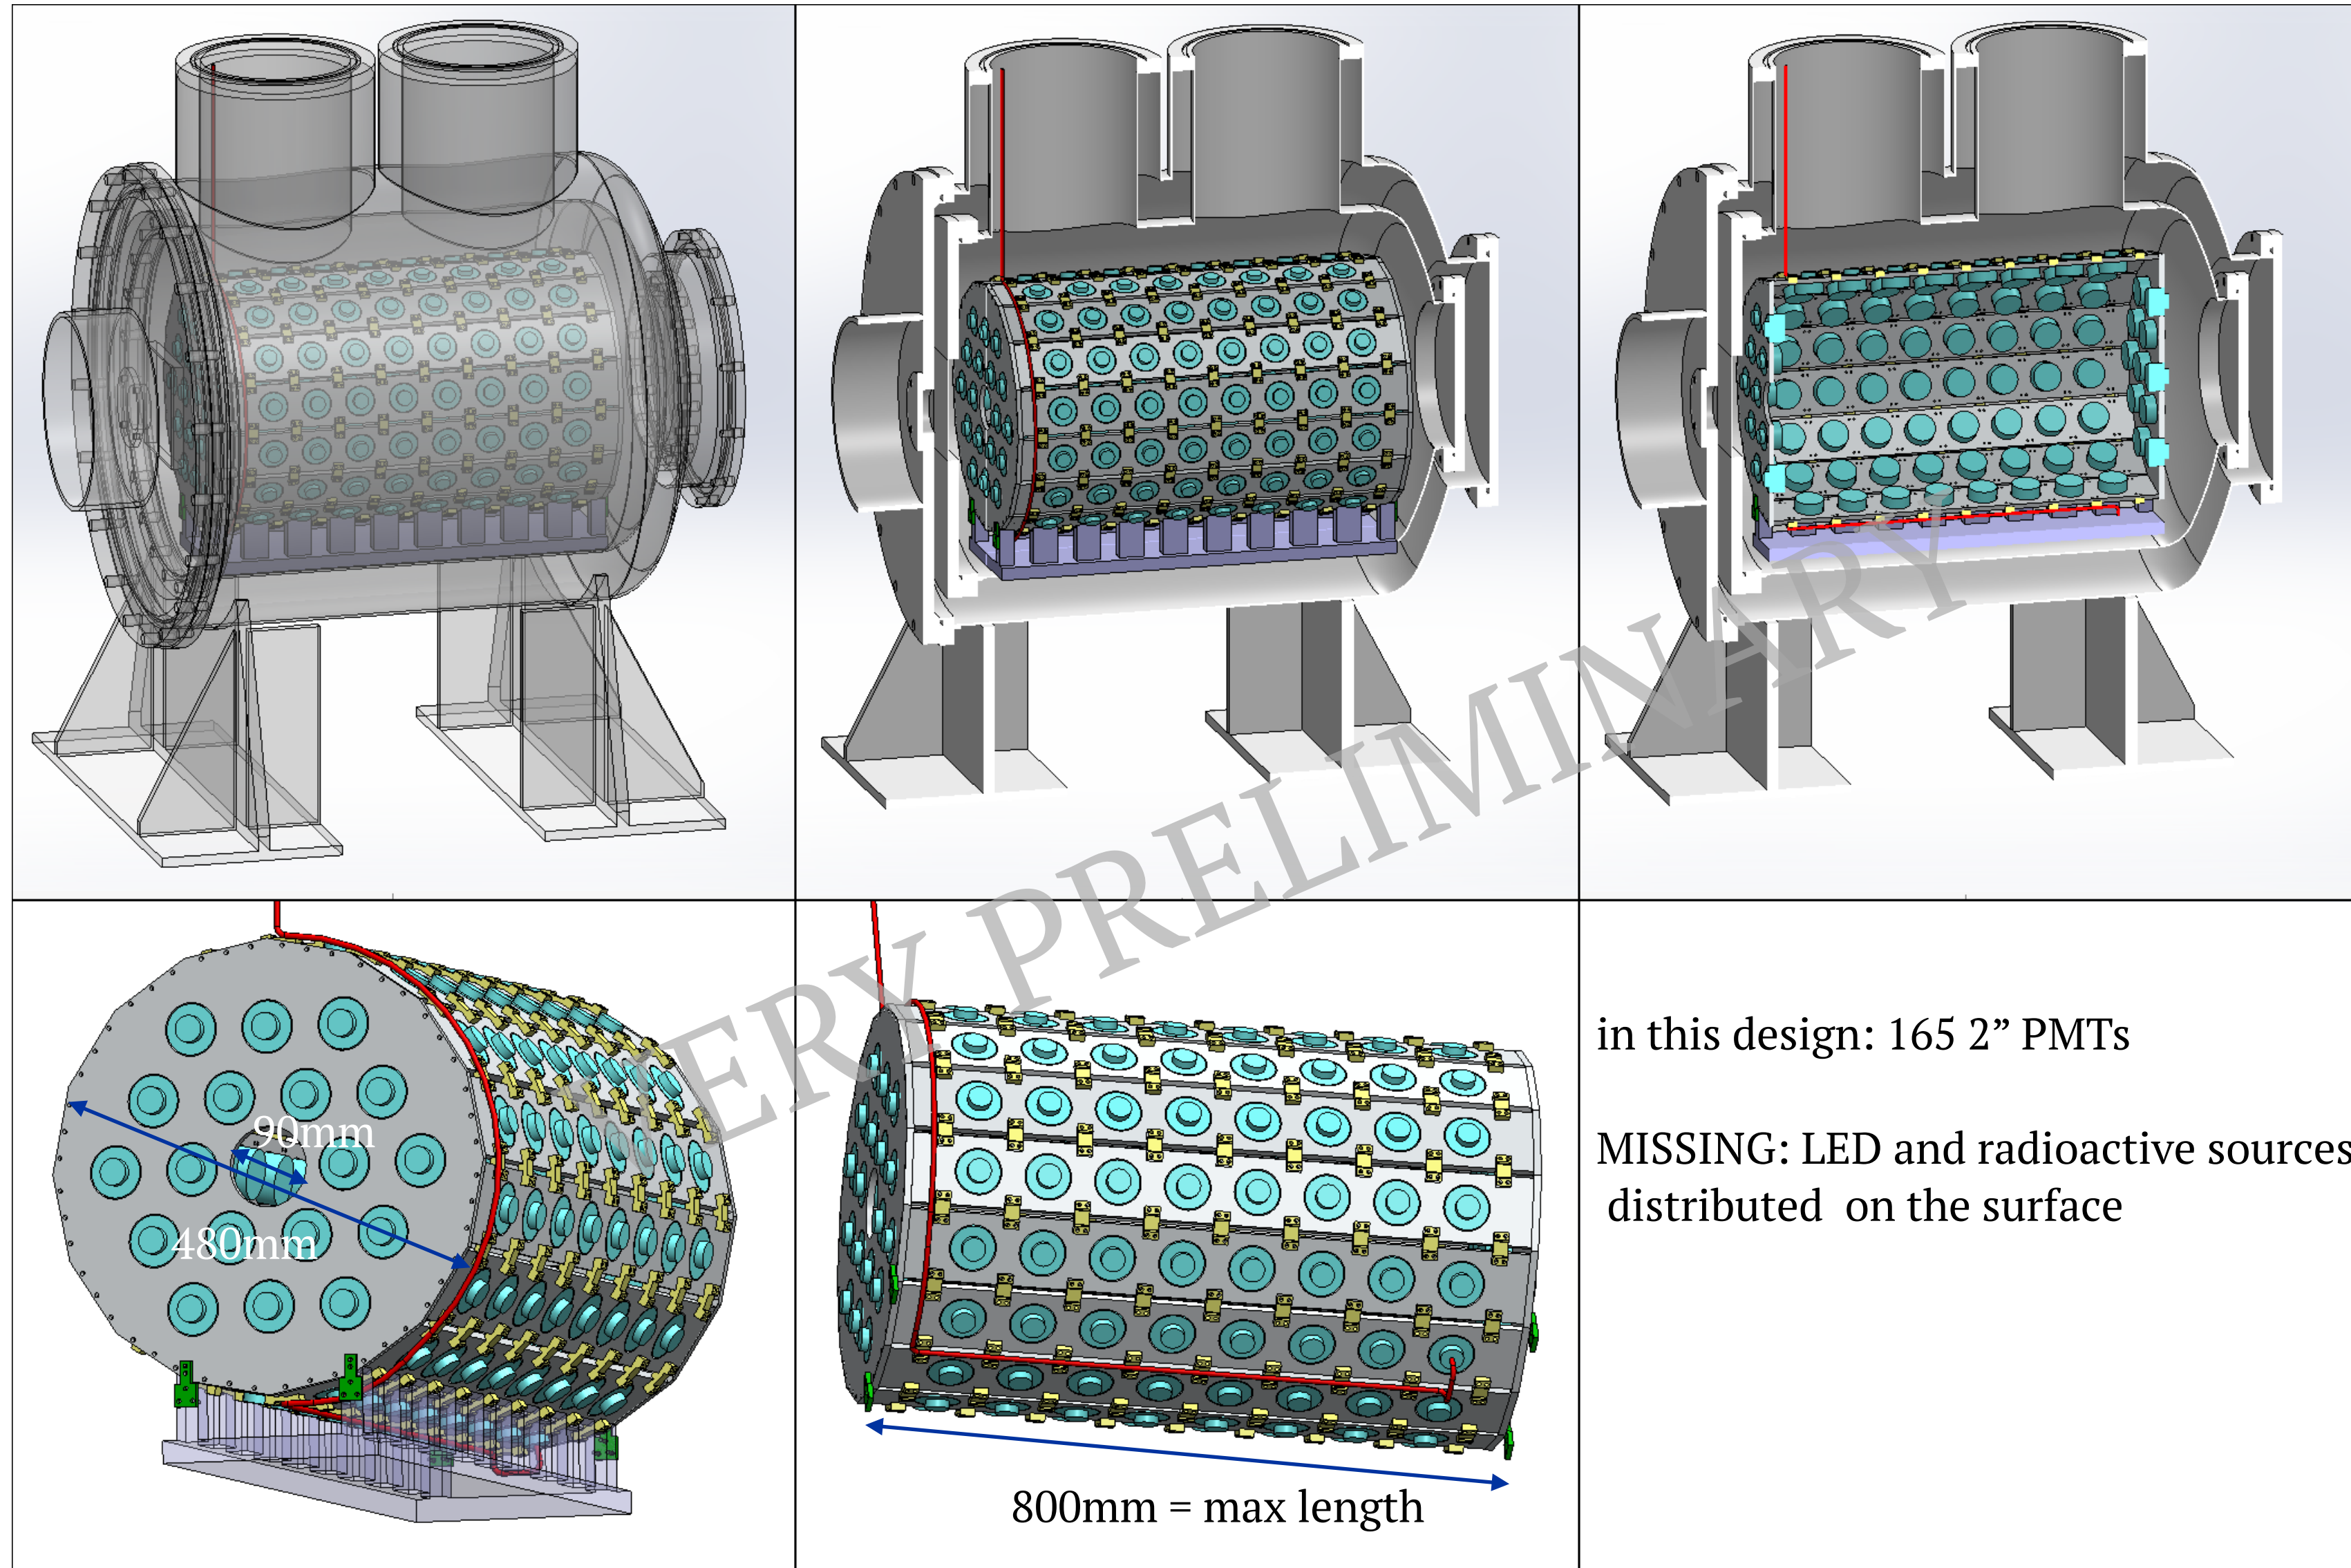 VERY PRELIMINARY
90mm
480mm
800mm = max length
in this design: 165 2” PMTs
MISSING: LED and radioactive sources
distributed  on the surface